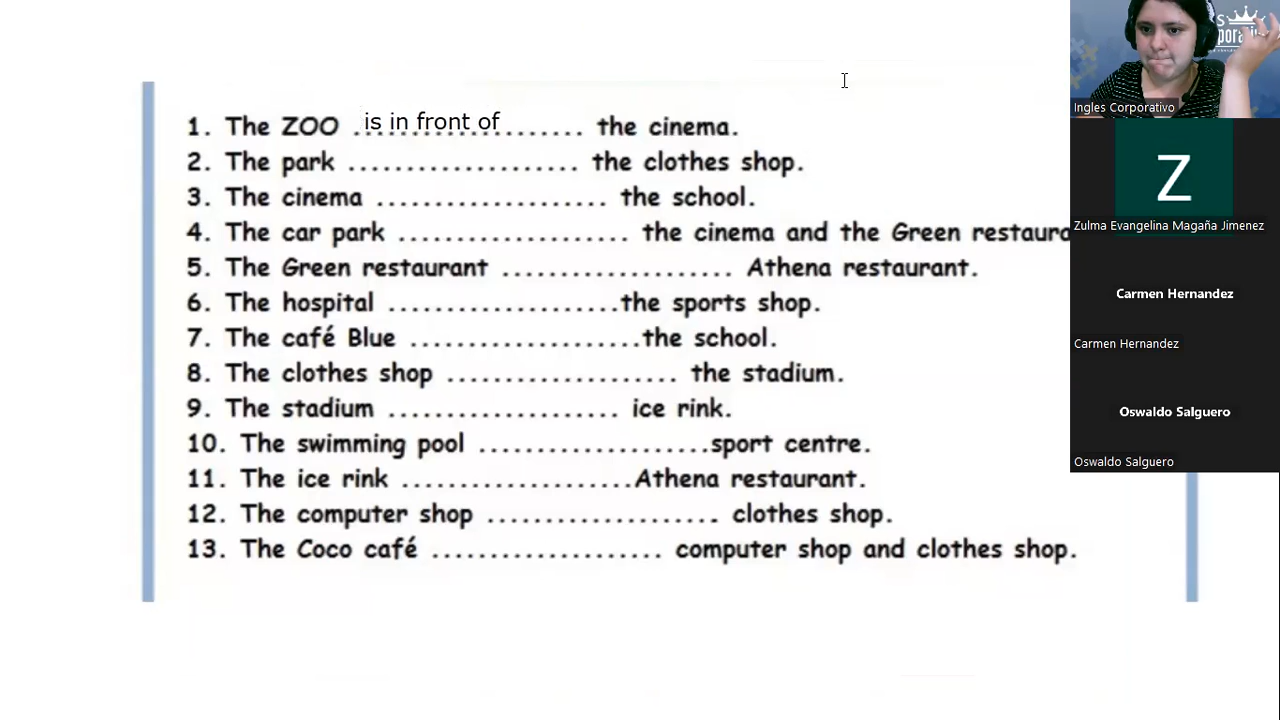 1. The ZOO is in front of .................... the cinema.
2. The park .................... the clothes shop.
3. The cinema .................... the school.
4. The car park .................... the cinema and the Green restaura
5. The Green restaurant .................... Athena restaurant.
6. The hospital ....................the sports shop.
7. The café Blue ....................the school.
8. The clothes shop .................... the stadium.
9. The stadium .................... ice rink.
10. The swimming pool ....................sport centre.
11. The ice rink ....................Athena restaurant.
12. The computer shop .................... clothes shop.
13. The Coco café .................... computer shop and clothes shop.
Ingles Corporativo
Z
Zulma Evangelina Magaña Jimenez
Carmen Hernandez
Carmen Hernandez
Oswaldo Salguero
Oswaldo Salguero